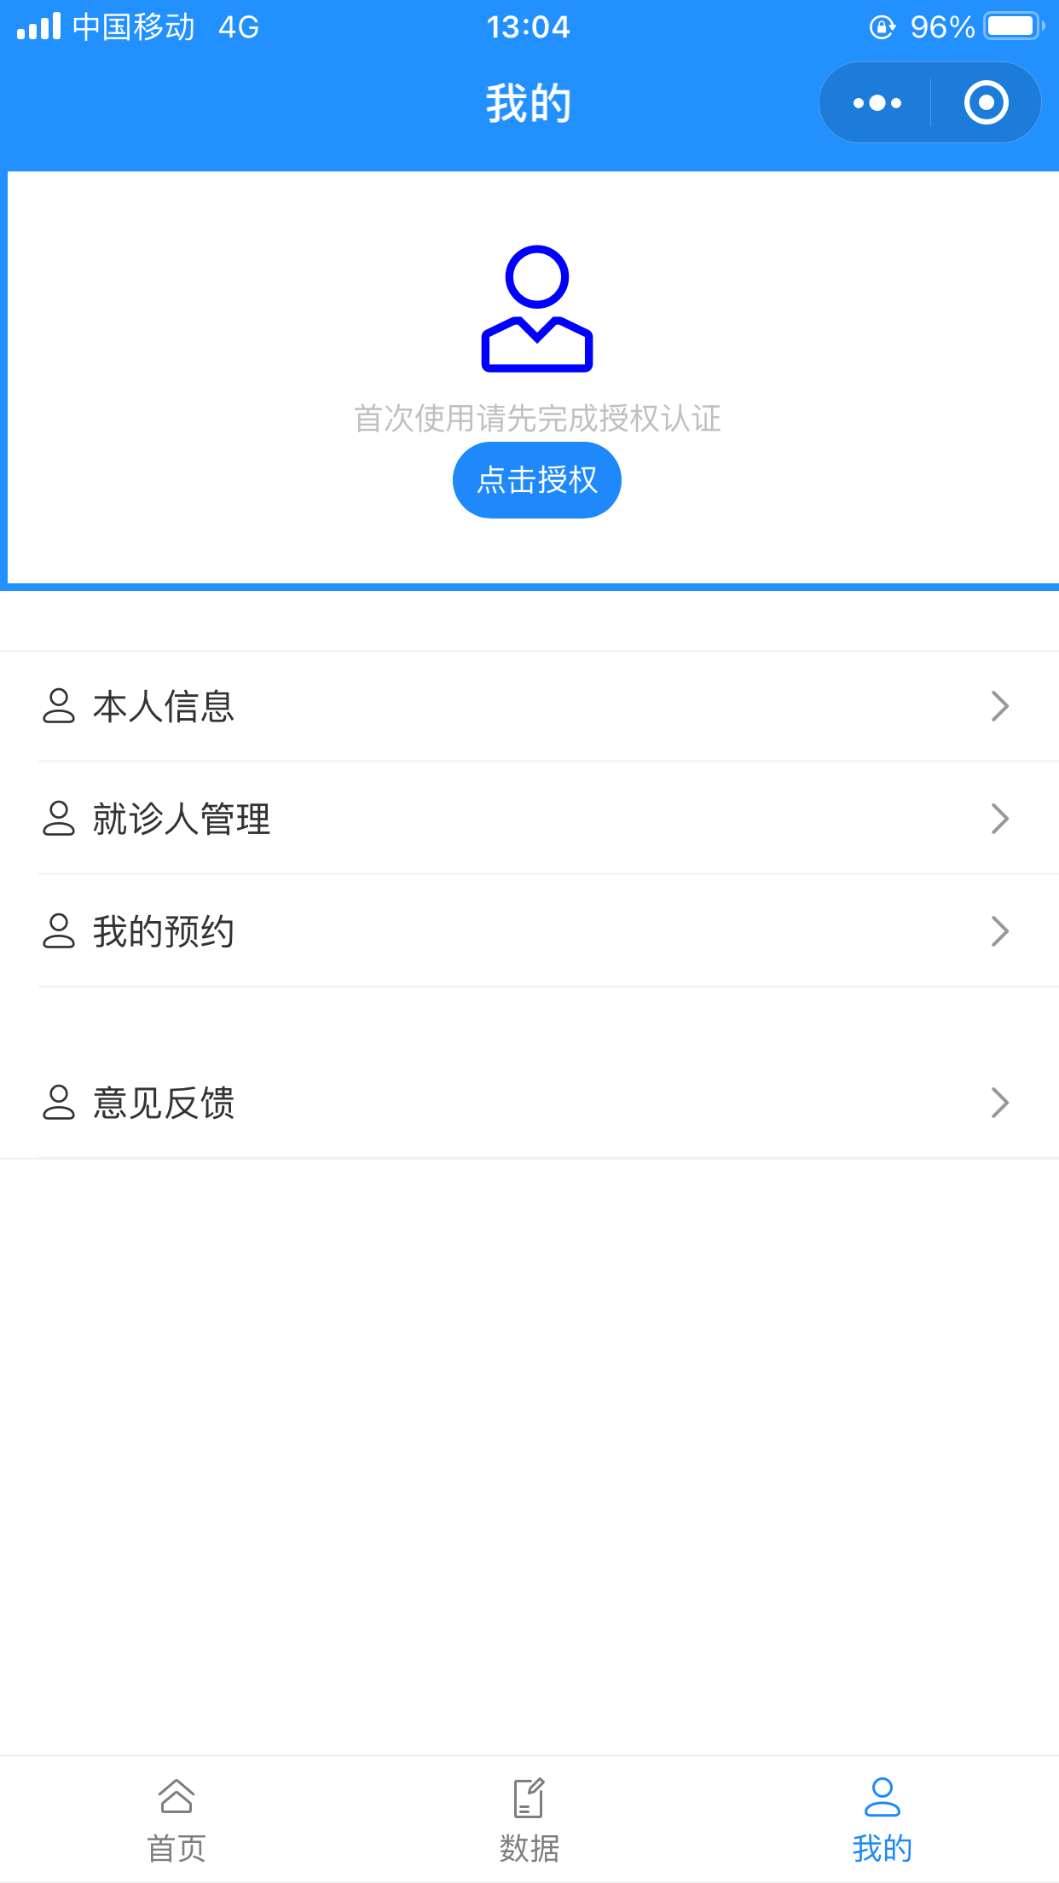 中国移动 4G 13:04 96%
我的
首次使用请先完成授权认证
点击授权
本人信息
就诊人管理
我的预约
意见反馈
首页 数据 我的